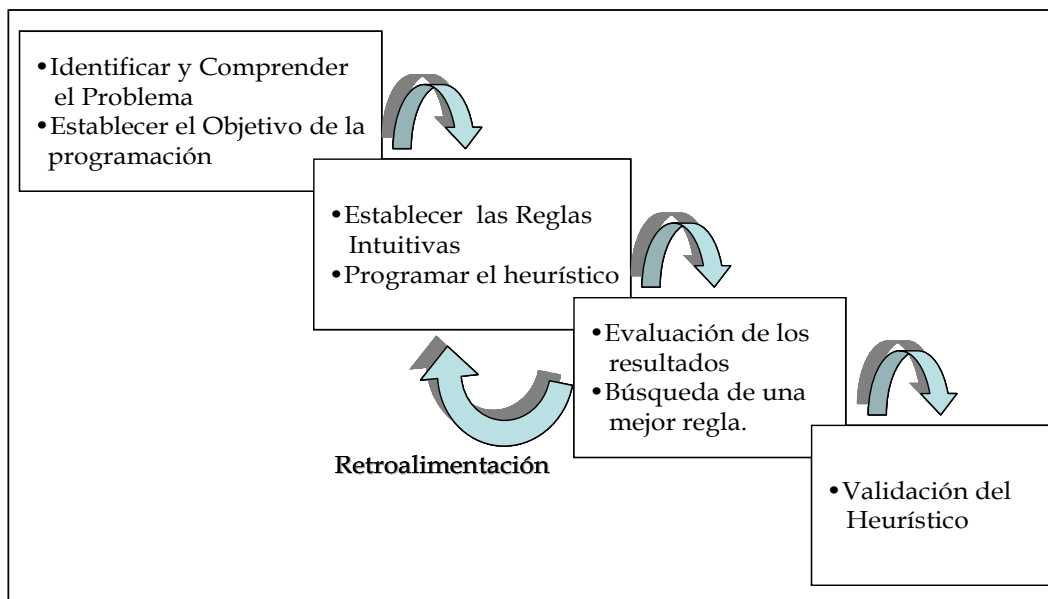 •Identificar y Comprender
el Problema
•Establecer el Objetivo de la
programación
•Establecer las Reglas
Intuitivas
•Programar el heurístico
•Evaluación de los
resultados
•Búsqueda de una
mejor regla.
Retroalimentación
•Validación del
Heurístico